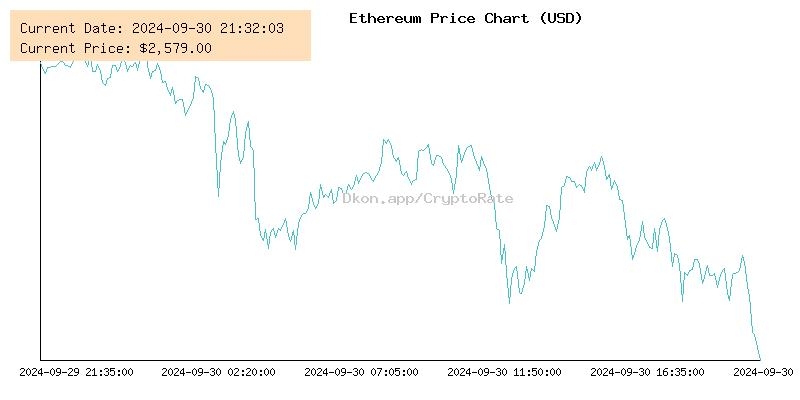 Ethereum Price Chart (USD)
Current Date: 2024-09-30 21:32:03
Current Price: $2,579.00
Dkon.app/CryptoRate
2024-09-29 21:35:00
2024-09-30 02:20:00
2024-09-30 07:05:00
2024-09-30 11:50:00
2024-09-30 16:35:00
2024-09-30